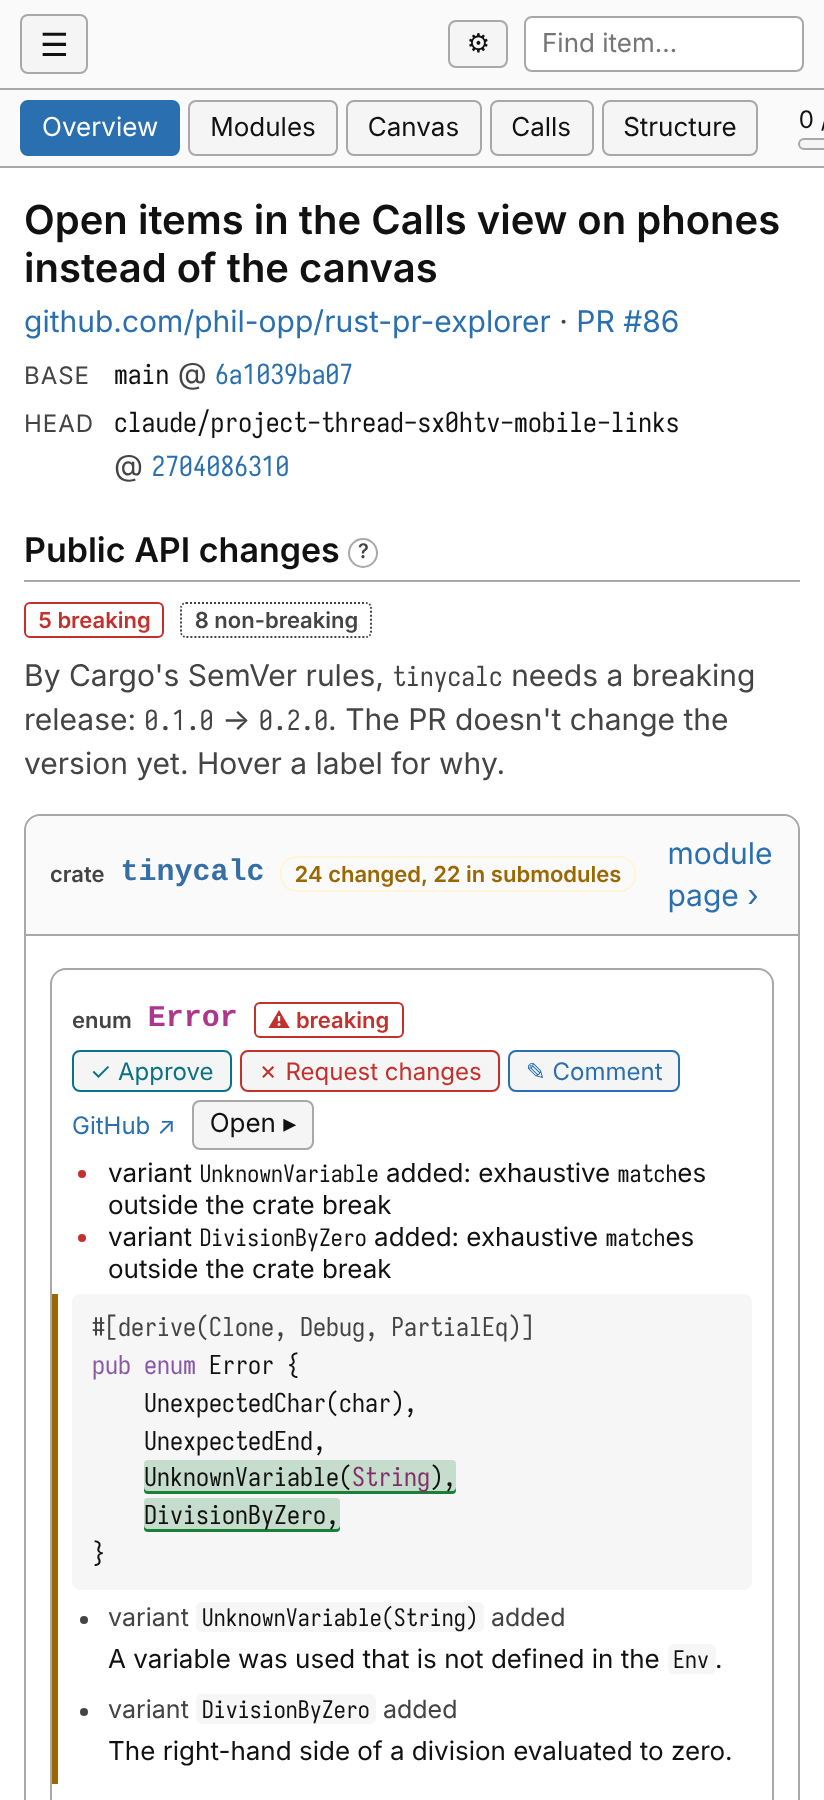 ☰ ⚙ Find item...
Overview Modules Canvas Calls Structure 0 /
Open items in the Calls view on phones
instead of the canvas
github.com/phil-opp/rust-pr-explorer · PR #86
BASE main @ 6a1039ba07
HEAD claude/project-thread-sx0htv-mobile-links
@ 2704086310
Public API changes ?
5 breaking 8 non-breaking
By Cargo's SemVer rules, tinycalc needs a breaking
release: 0.1.0 → 0.2.0. The PR doesn't change the
version yet. Hover a label for why.
crate tinycalc 24 changed, 22 in submodules module
page ›
enum Error ⚠ breaking
✓ Approve ✕ Request changes ✎ Comment
GitHub ↗ Open ▸
• variant UnknownVariable added: exhaustive matches
outside the crate break
• variant DivisionByZero added: exhaustive matches
outside the crate break
#[derive(Clone, Debug, PartialEq)]
pub enum Error {
    UnexpectedChar(char),
    UnexpectedEnd,
    UnknownVariable(String),
    DivisionByZero,
}
• variant UnknownVariable(String) added
A variable was used that is not defined in the Env.
• variant DivisionByZero added
The right-hand side of a division evaluated to zero.